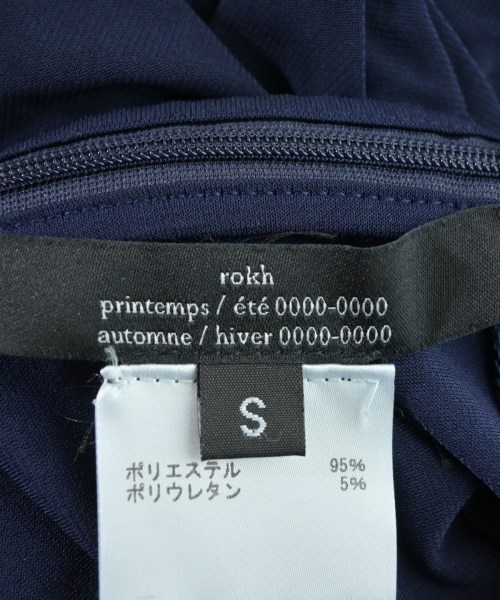 rokh
printemps / été 0000-0000
automne / hiver 0000-0000
S
ポリエステル 95%
ポリウレタン 5%